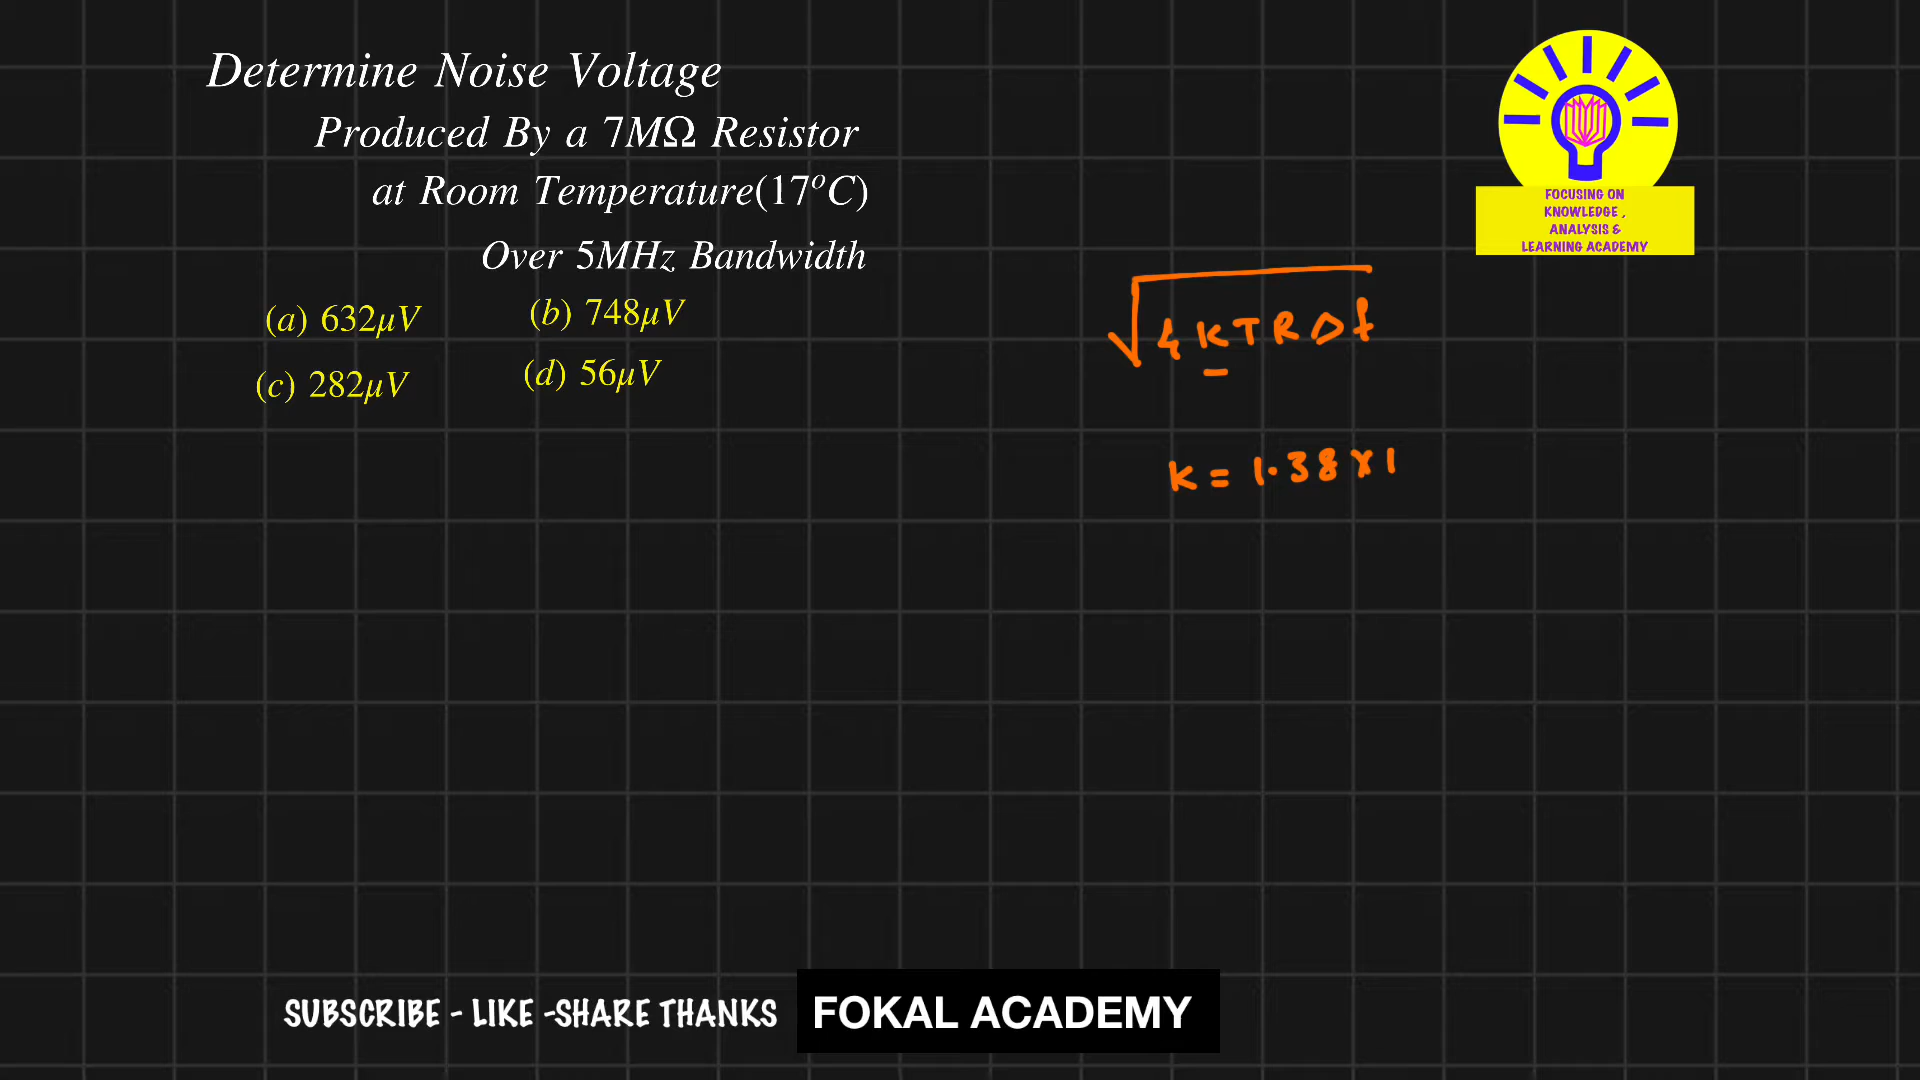 Determine Noise Voltage
Produced By a 7MΩ Resistor
at Room Temperature(17°C)
Over 5MHz Bandwidth
(a) 632μV (b) 748μV
(c) 282μV (d) 56μV
√4KTRΔf
K = 1.38×1
FOCUSING ON
KNOWLEDGE ,
ANALYSIS &
LEARNING ACADEMY
SUBSCRIBE - LIKE -SHARE THANKS FOKAL ACADEMY